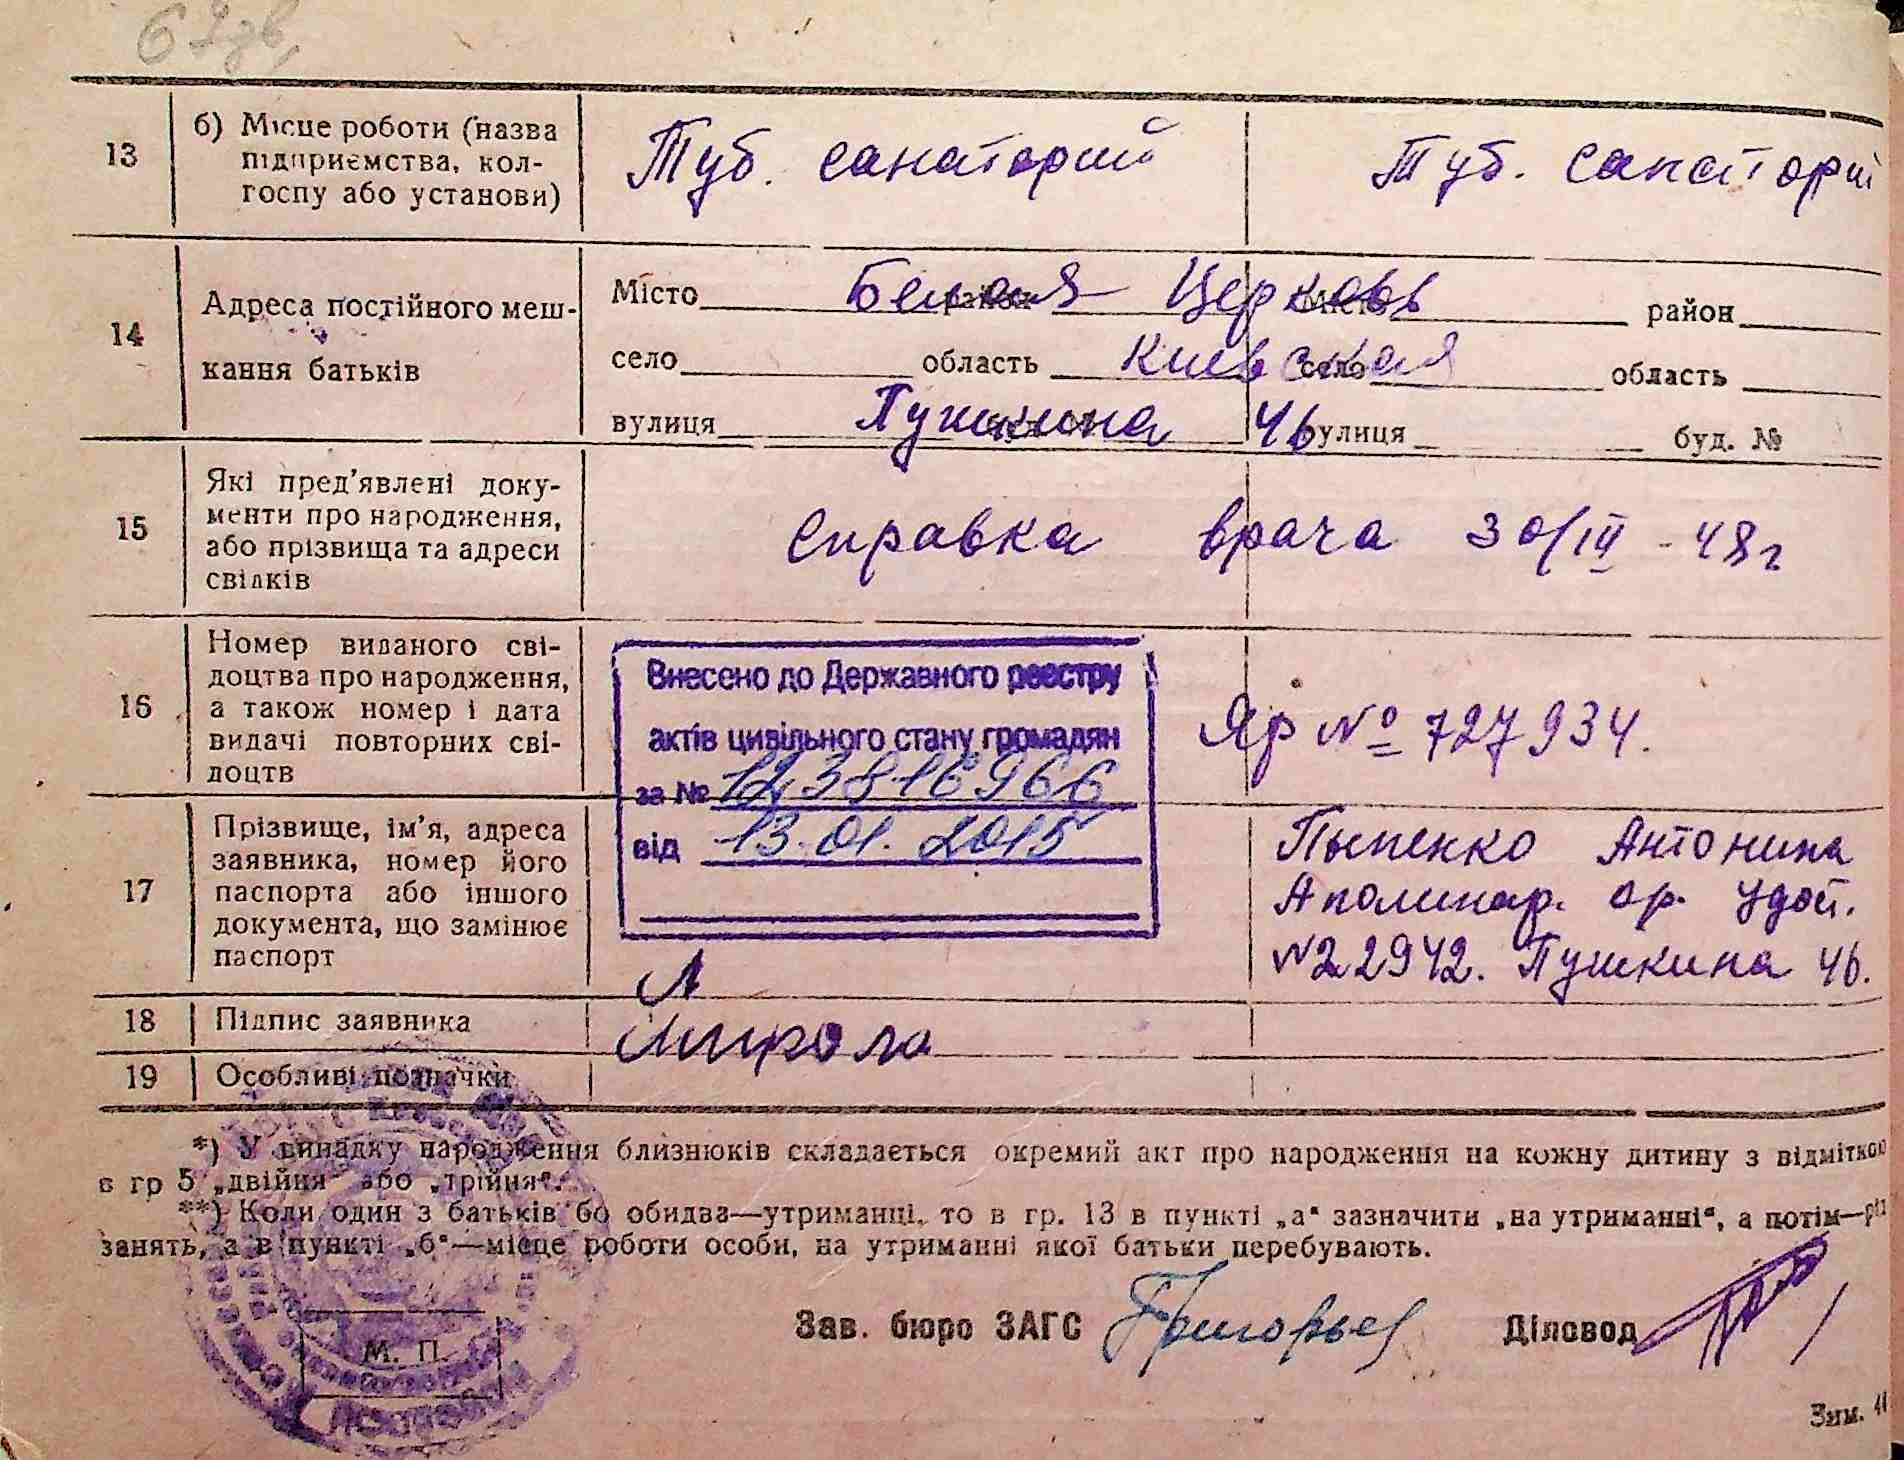 13
б) Місце роботи (назва
підприємства, кол-
госпу або установи)
Туб. санаторий
Туб. санаторий
14
Адреса постійного меш-
кання батьків
Місто Белая Церковь район Місто район
село область Киевская село область
вулиця Пушкина 46 вулиця буд. №
15
Які пред'явлені доку-
менти про народження,
або прізвища та адреси
свідків
Справка врача 30/III - 48 г
16
Номер виданого сві-
доцтва про народження,
а також номер і дата
видачі повторних сві-
доцтв
Внесено до Державного реєстру
актів цивільного стану громадян
за № 123816966
від 13.01.2015
Яр № 727934.
17
Прізвище, ім'я, адреса
заявника, номер його
паспорта або іншого
документа, що замінює
паспорт
Пыпенко Антонина
Аполинар. вр. удост.
№22942. Пушкина 46.
18
Підпис заявника
19
Особливі позначки
*) У випадку народження близнюків складається окремий акт про народження на кожну дитину з відміткою
в гр 5 „двійня“ або „трійня“.
**) Коли один з батьків бо обидва—утриманці, то в гр. 13 в пункті „а“ зазначити „на утриманні“, а потім—рід
занять, а в пункті „б“—місце роботи особи, на утриманні якої батьки перебувають.
Зав. бюро ЗАГС Григорьев Діловод
М. П.
Зим.